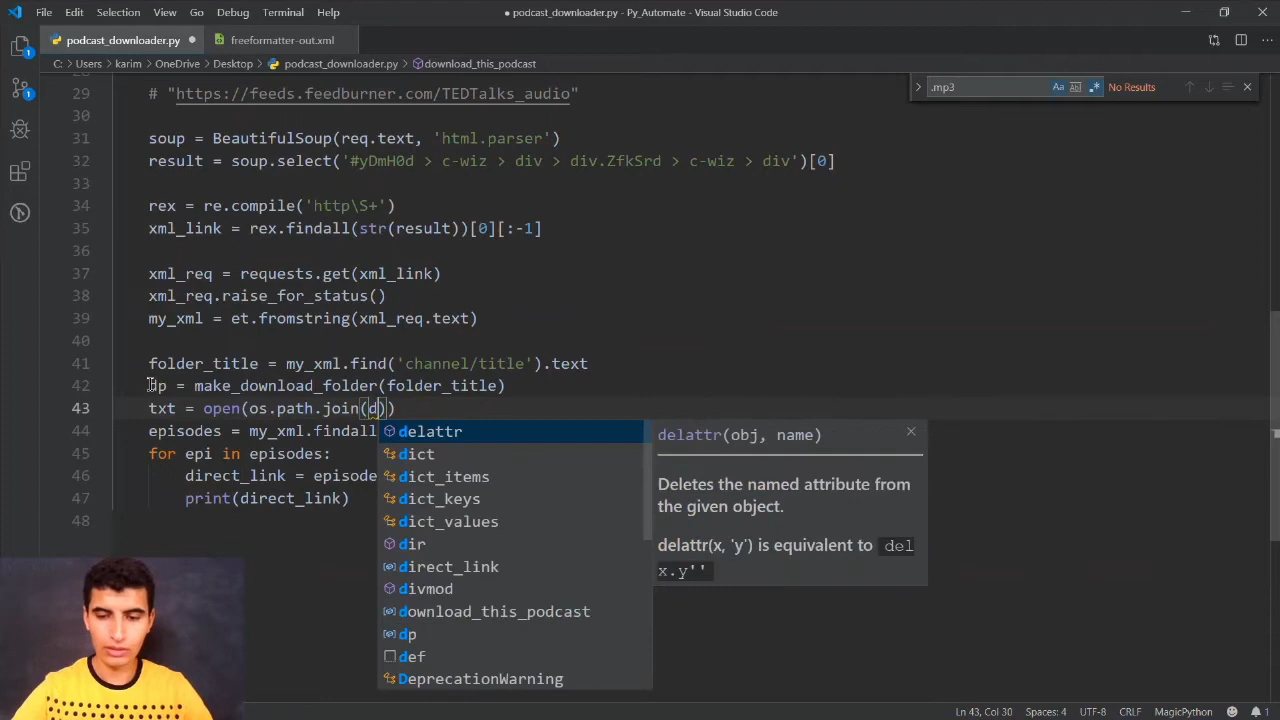 File Edit Selection View Go Debug Terminal Help
● podcast_downloader.py - Py_Automate - Visual Studio Code
podcast_downloader.py ● freeformatter-out.xml
C: > Users > karim > OneDrive > Desktop > podcast_downloader.py > download_this_podcast
.mp3 Aa Abl .* No Results
28
29 # "https://feeds.feedburner.com/TEDTalks_audio"
30
31 soup = BeautifulSoup(req.text, 'html.parser')
32 result = soup.select('#yDmH0d > c-wiz > div > div.ZfkSrd > c-wiz > div')[0]
33
34 rex = re.compile('http\S+')
35 xml_link = rex.findall(str(result))[0][:-1]
36
37 xml_req = requests.get(xml_link)
38 xml_req.raise_for_status()
39 my_xml = et.fromstring(xml_req.text)
40
41 folder_title = my_xml.find('channel/title').text
42 dp = make_download_folder(folder_title)
43 txt = open(os.path.join(d))
44 episodes = my_xml.findall
45 for epi in episodes:
46 direct_link = episode
47 print(direct_link)
48
delattr
dict
dict_items
dict_keys
dict_values
dir
direct_link
divmod
download_this_podcast
dp
def
DeprecationWarning
delattr(obj, name)
Deletes the named attribute from
the given object.
delattr(x, 'y') is equivalent to del
x.y''
1
1
Ln 43, Col 30 Spaces: 4 UTF-8 CRLF MagicPython 1